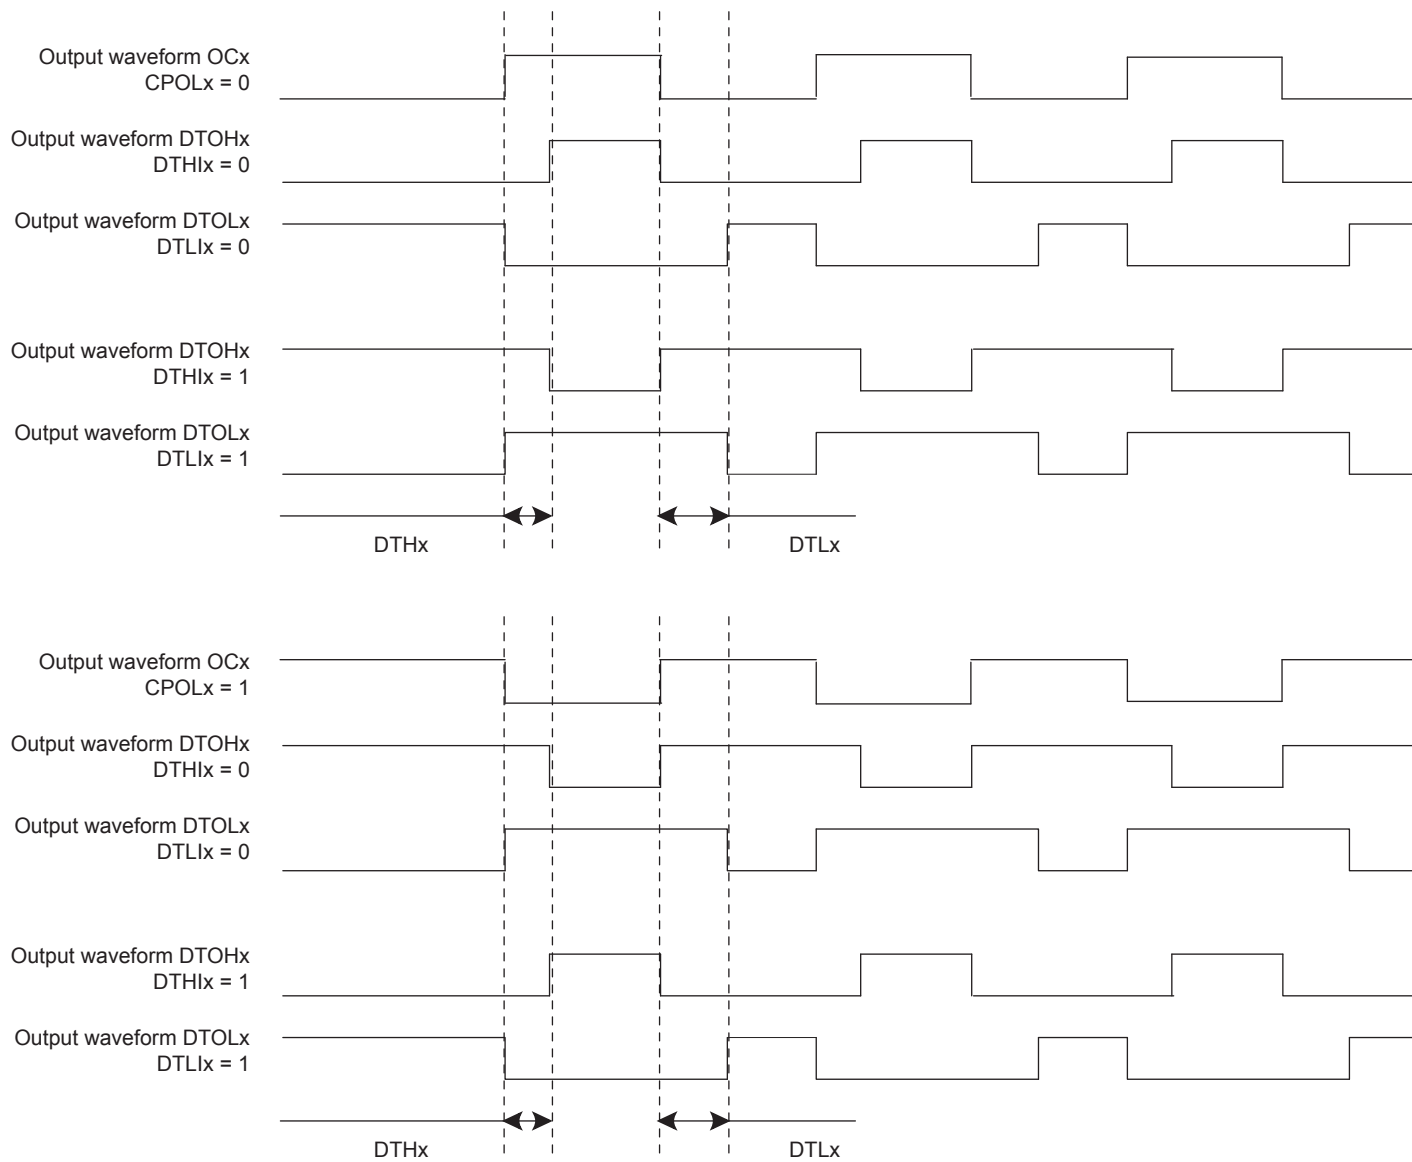 Output waveform OCx
CPOLx = 0
Output waveform DTOHx
DTHIx = 0
Output waveform DTOLx
DTLIx = 0
Output waveform DTOHx
DTHIx = 1
Output waveform DTOLx
DTLIx = 1
DTHx
DTLx
Output waveform OCx
CPOLx = 1
Output waveform DTOHx
DTHIx = 0
Output waveform DTOLx
DTLIx = 0
Output waveform DTOHx
DTHIx = 1
Output waveform DTOLx
DTLIx = 1
DTHx
DTLx